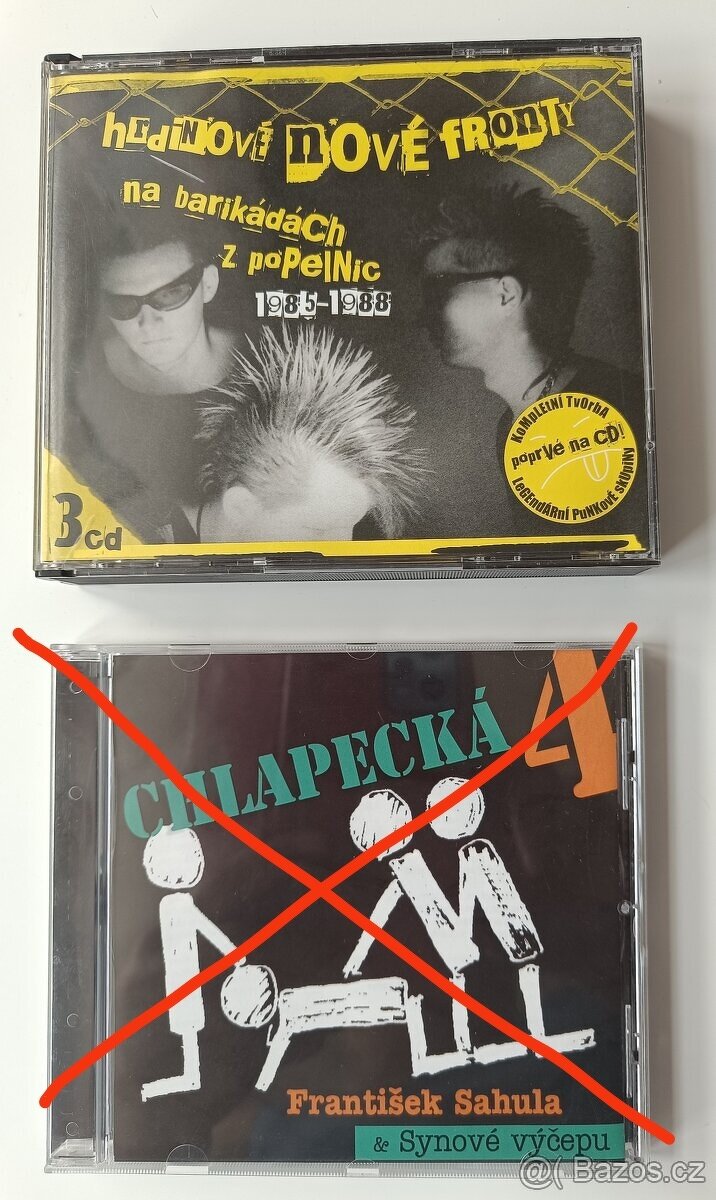 hrdiNové nové fRontY
na barikádách
z popelnic
1985-1988
KoMpLEtNÍ TvOrbA
poprvé na CD!
LeGEndÁRní PuNKOVÉ SKUpiNy
3cd
CHLAPECKÁ 4
František Sahula
& Synové výčepu
Bazos.cz